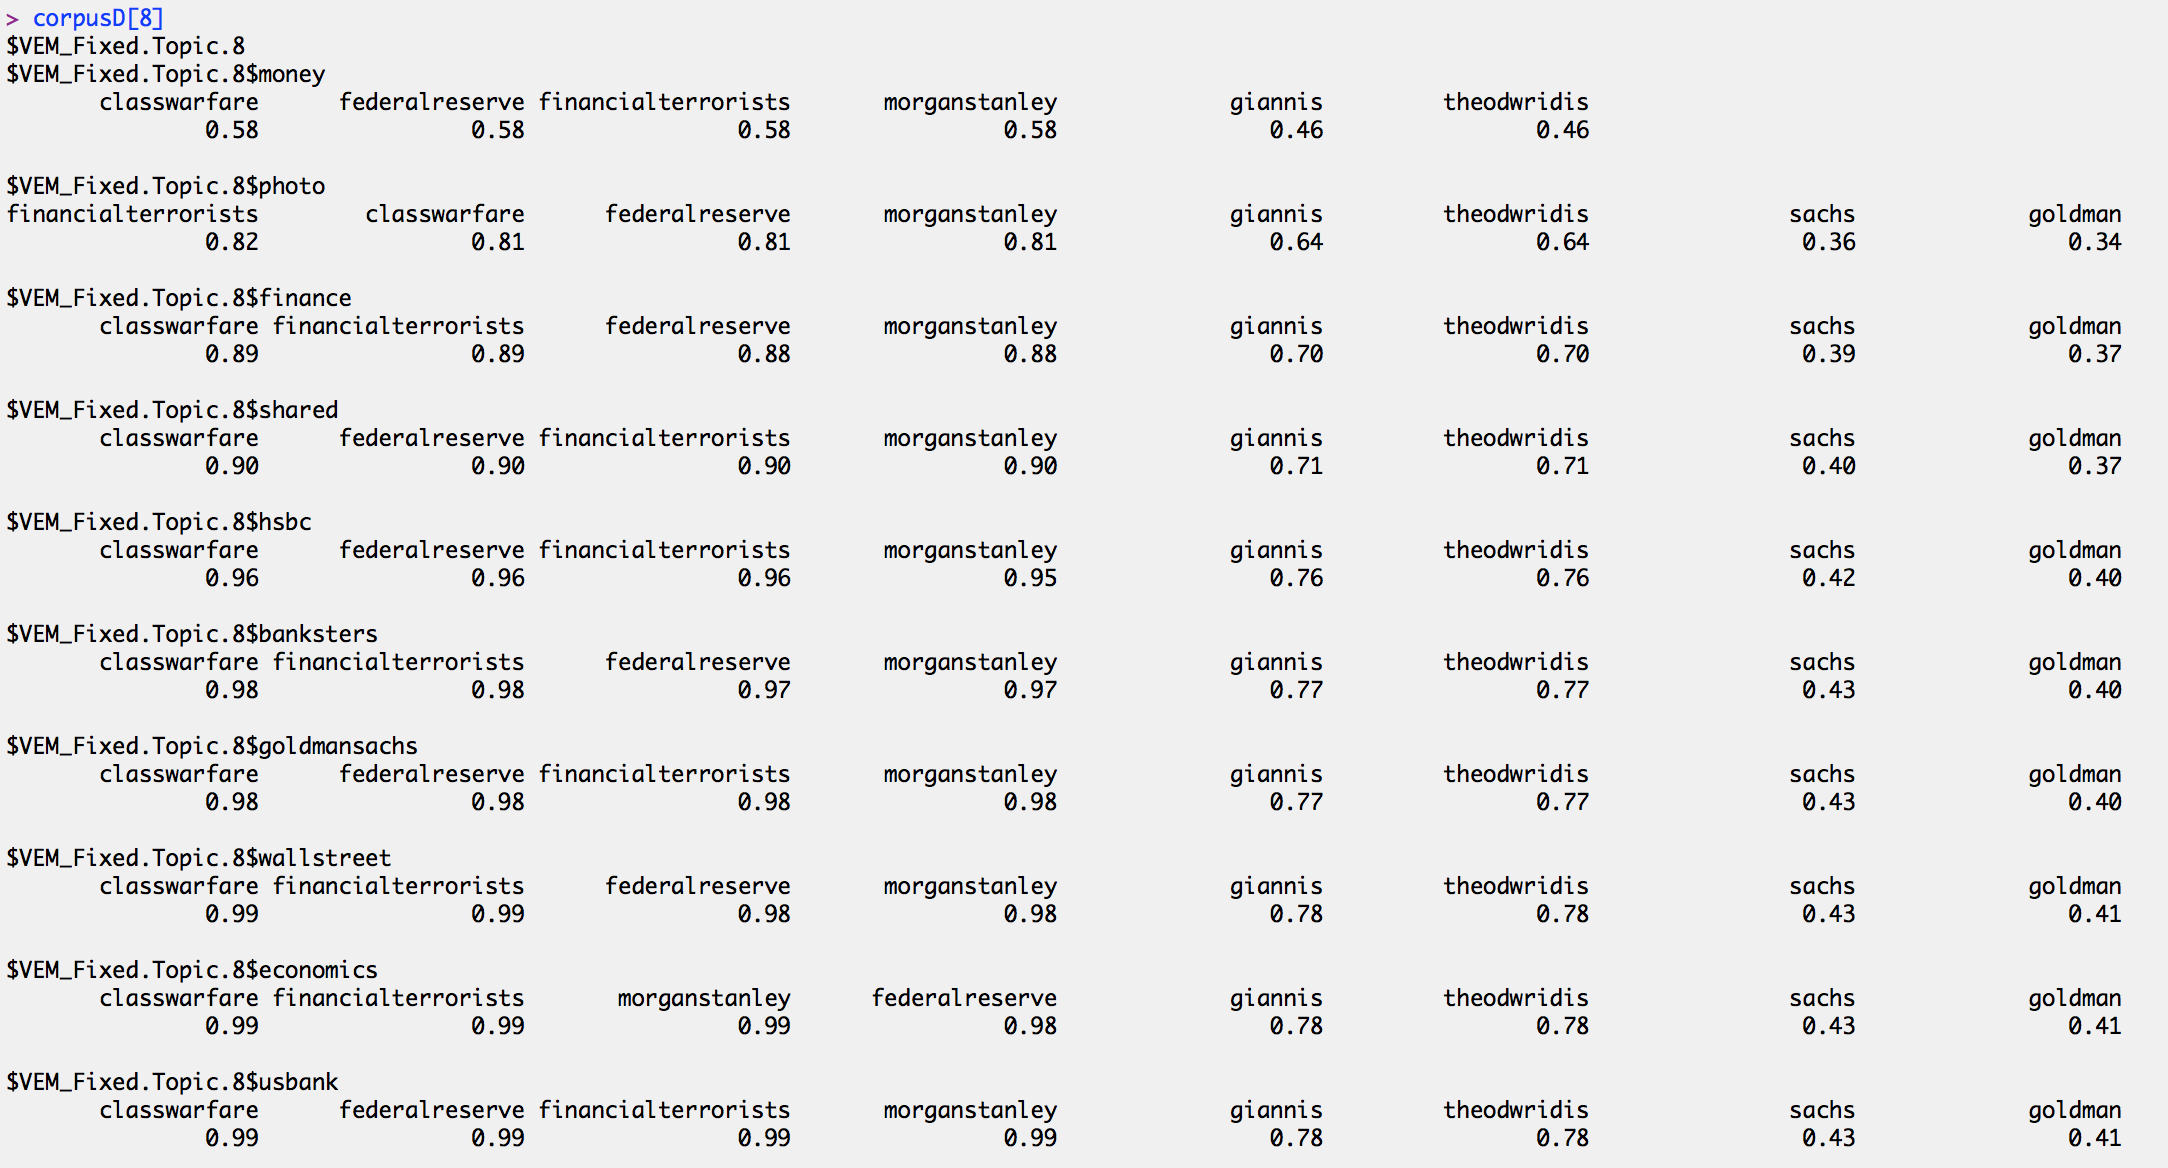 > corpusD[8]
$VEM_Fixed.Topic.8
$VEM_Fixed.Topic.8$money
classwarfare federalreserve financialterrorists morganstanley giannis theodwridis
0.58 0.58 0.58 0.58 0.46 0.46
$VEM_Fixed.Topic.8$photo
financialterrorists classwarfare federalreserve morganstanley giannis theodwridis sachs goldman
0.82 0.81 0.81 0.81 0.64 0.64 0.36 0.34
$VEM_Fixed.Topic.8$finance
classwarfare financialterrorists federalreserve morganstanley giannis theodwridis sachs goldman
0.89 0.89 0.88 0.88 0.70 0.70 0.39 0.37
$VEM_Fixed.Topic.8$shared
classwarfare federalreserve financialterrorists morganstanley giannis theodwridis sachs goldman
0.90 0.90 0.90 0.90 0.71 0.71 0.40 0.37
$VEM_Fixed.Topic.8$hsbc
classwarfare federalreserve financialterrorists morganstanley giannis theodwridis sachs goldman
0.96 0.96 0.96 0.95 0.76 0.76 0.42 0.40
$VEM_Fixed.Topic.8$banksters
classwarfare financialterrorists federalreserve morganstanley giannis theodwridis sachs goldman
0.98 0.98 0.97 0.97 0.77 0.77 0.43 0.40
$VEM_Fixed.Topic.8$goldmansachs
classwarfare federalreserve financialterrorists morganstanley giannis theodwridis sachs goldman
0.98 0.98 0.98 0.98 0.77 0.77 0.43 0.40
$VEM_Fixed.Topic.8$wallstreet
classwarfare financialterrorists federalreserve morganstanley giannis theodwridis sachs goldman
0.99 0.99 0.98 0.98 0.78 0.78 0.43 0.41
$VEM_Fixed.Topic.8$economics
classwarfare financialterrorists morganstanley federalreserve giannis theodwridis sachs goldman
0.99 0.99 0.99 0.98 0.78 0.78 0.43 0.41
$VEM_Fixed.Topic.8$usbank
classwarfare federalreserve financialterrorists morganstanley giannis theodwridis sachs goldman
0.99 0.99 0.99 0.99 0.78 0.78 0.43 0.41